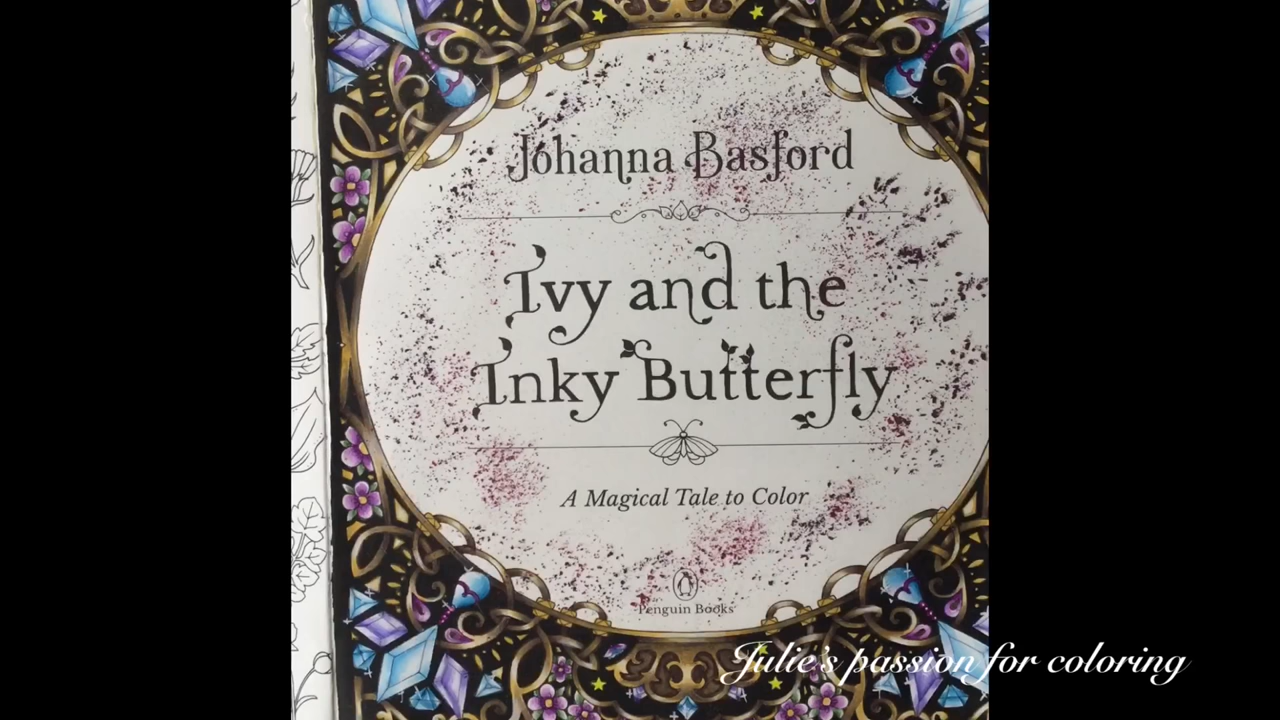 Johanna Basford
Ivy and the
Inky Butterfly
A Magical Tale to Color
Penguin Books
Julie's passion for coloring